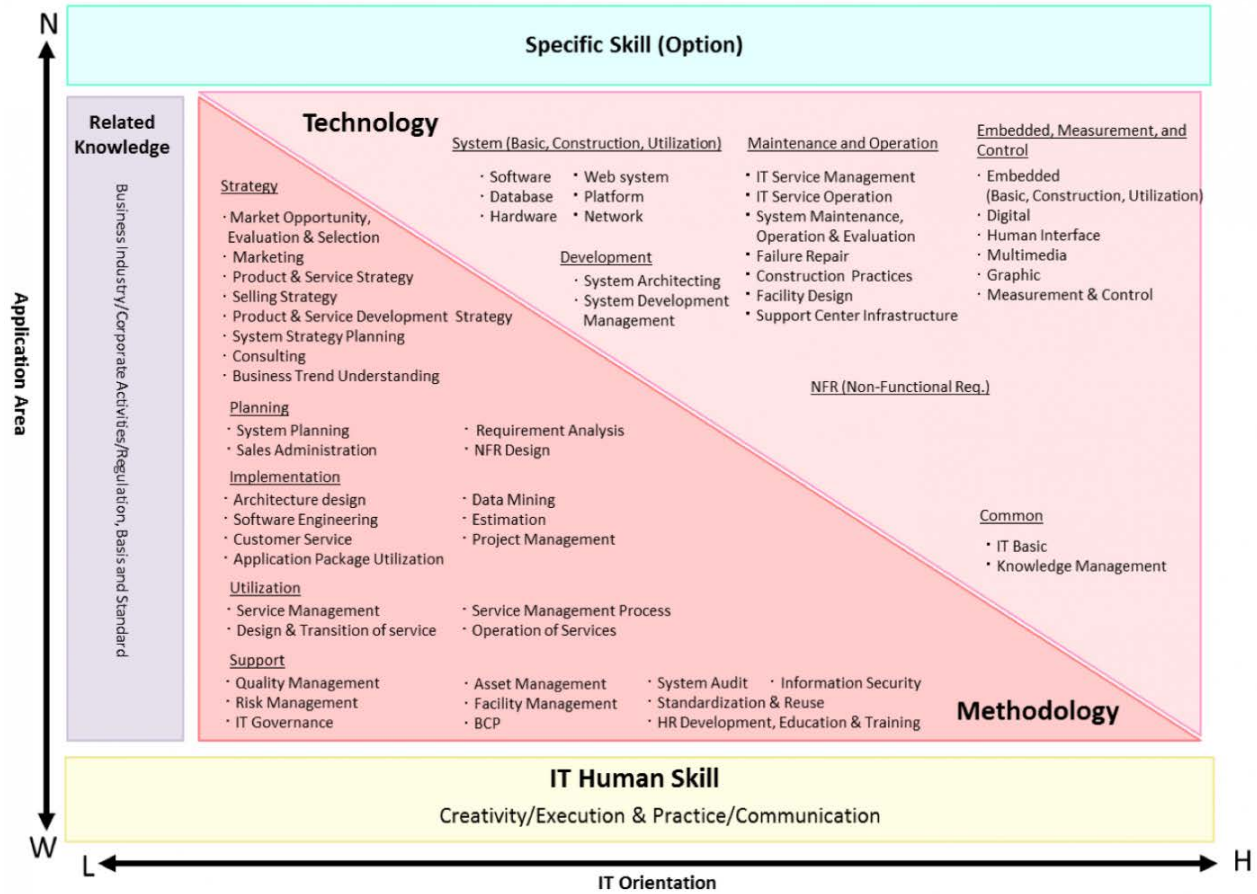 N
Specific Skill (Option)
Related
Knowledge
Business Industry/Corporate Activities/Regulation, Basis and Standard
Application Area
Technology
System (Basic, Construction, Utilization)
· Software
· Database
· Hardware
· Web system
· Platform
· Network
Development
· System Architecting
· System Development
Management
Maintenance and Operation
· IT Service Management
· IT Service Operation
· System Maintenance,
Operation & Evaluation
· Failure Repair
· Construction Practices
· Facility Design
· Support Center Infrastructure
Embedded, Measurement, and
Control
· Embedded
(Basic, Construction, Utilization)
· Digital
· Human Interface
· Multimedia
· Graphic
· Measurement & Control
NFR (Non-Functional Req.)
Common
· IT Basic
· Knowledge Management
Strategy
· Market Opportunity,
Evaluation & Selection
· Marketing
· Product & Service Strategy
· Selling Strategy
· Product & Service Development Strategy
· System Strategy Planning
· Consulting
· Business Trend Understanding
Planning
· System Planning
· Sales Administration
· Requirement Analysis
· NFR Design
Implementation
· Architecture design
· Software Engineering
· Customer Service
· Application Package Utilization
· Data Mining
· Estimation
· Project Management
Utilization
· Service Management
· Design & Transition of service
· Service Management Process
· Operation of Services
Support
· Quality Management
· Risk Management
· IT Governance
· Asset Management
· Facility Management
· BCP
· System Audit
· Information Security
· Standardization & Reuse
· HR Development, Education & Training
Methodology
IT Human Skill
Creativity/Execution & Practice/Communication
W
L
H
IT Orientation